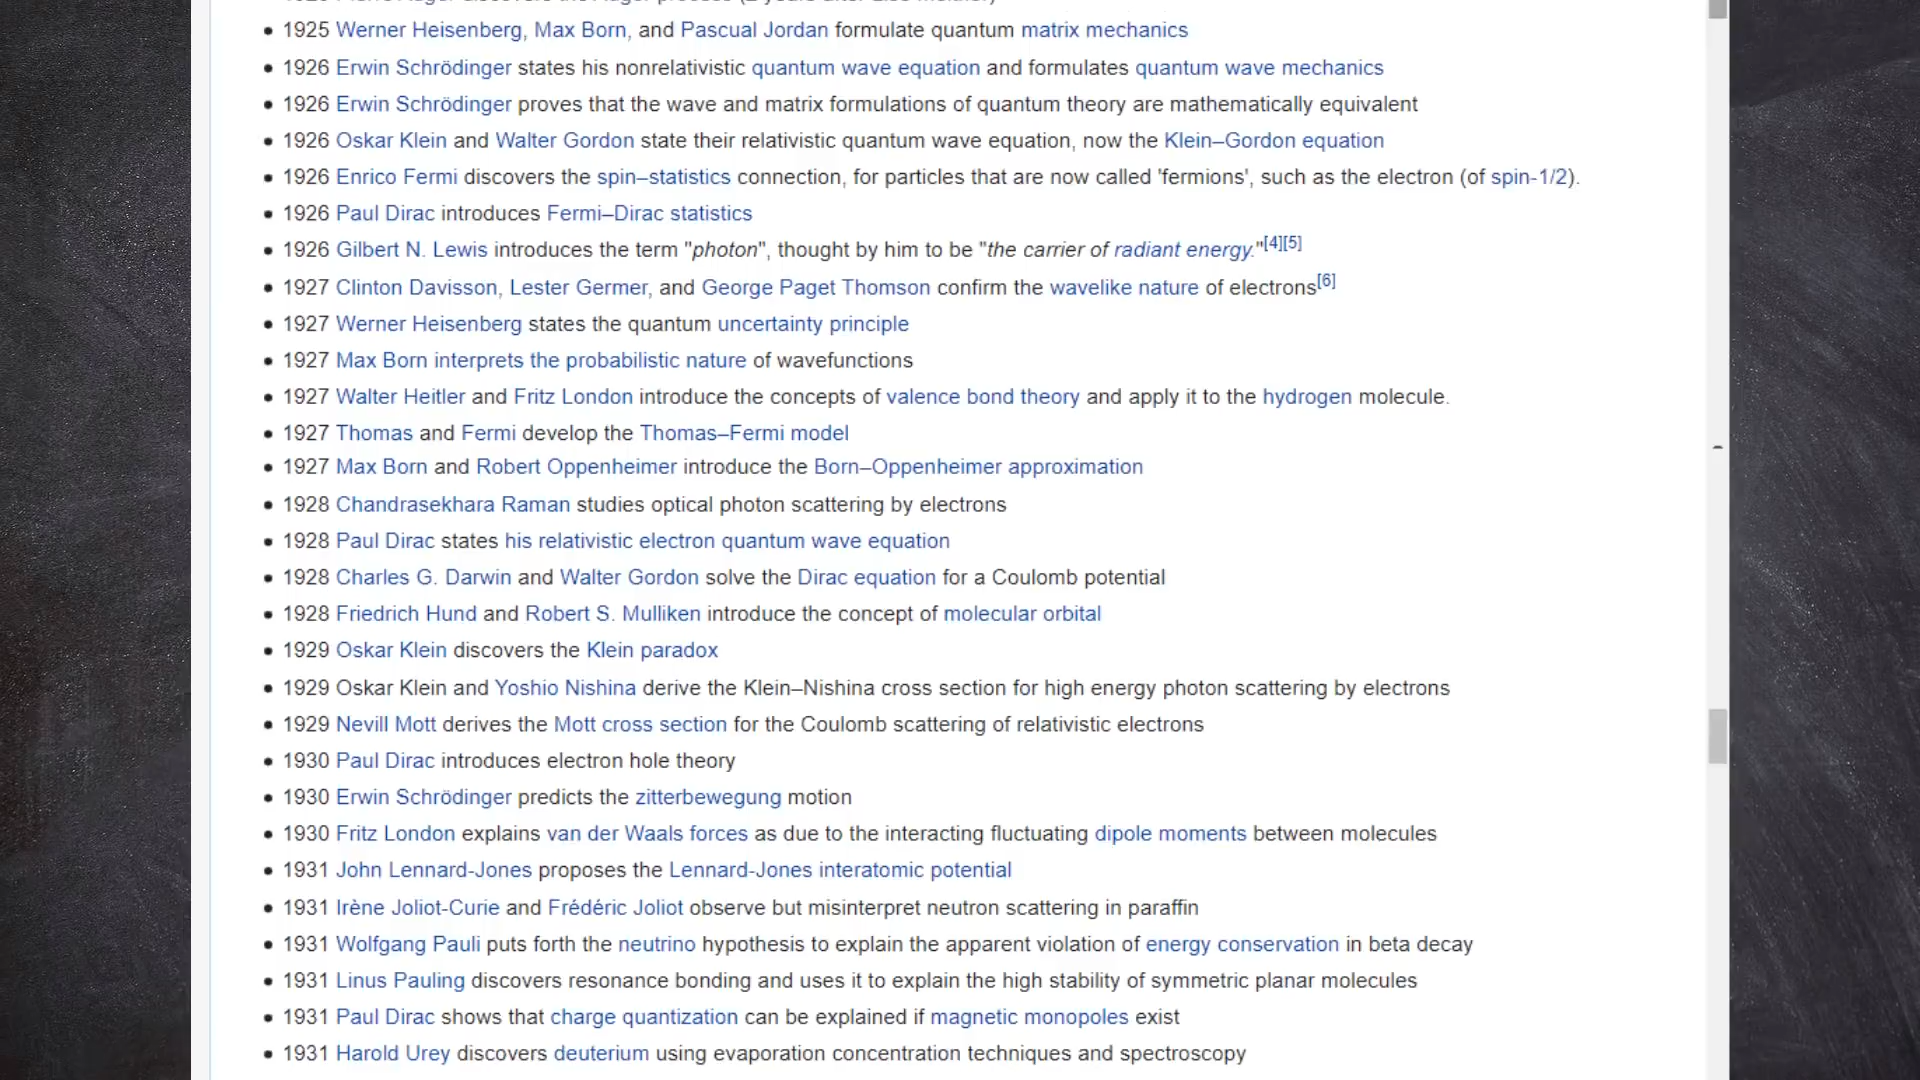 • 1925 Werner Heisenberg, Max Born, and Pascual Jordan formulate quantum matrix mechanics
• 1926 Erwin Schrödinger states his nonrelativistic quantum wave equation and formulates quantum wave mechanics
• 1926 Erwin Schrödinger proves that the wave and matrix formulations of quantum theory are mathematically equivalent
• 1926 Oskar Klein and Walter Gordon state their relativistic quantum wave equation, now the Klein–Gordon equation
• 1926 Enrico Fermi discovers the spin–statistics connection, for particles that are now called 'fermions', such as the electron (of spin-1/2).
• 1926 Paul Dirac introduces Fermi–Dirac statistics
• 1926 Gilbert N. Lewis introduces the term "photon", thought by him to be "the carrier of radiant energy."[4][5]
• 1927 Clinton Davisson, Lester Germer, and George Paget Thomson confirm the wavelike nature of electrons[6]
• 1927 Werner Heisenberg states the quantum uncertainty principle
• 1927 Max Born interprets the probabilistic nature of wavefunctions
• 1927 Walter Heitler and Fritz London introduce the concepts of valence bond theory and apply it to the hydrogen molecule.
• 1927 Thomas and Fermi develop the Thomas–Fermi model
• 1927 Max Born and Robert Oppenheimer introduce the Born–Oppenheimer approximation
• 1928 Chandrasekhara Raman studies optical photon scattering by electrons
• 1928 Paul Dirac states his relativistic electron quantum wave equation
• 1928 Charles G. Darwin and Walter Gordon solve the Dirac equation for a Coulomb potential
• 1928 Friedrich Hund and Robert S. Mulliken introduce the concept of molecular orbital
• 1929 Oskar Klein discovers the Klein paradox
• 1929 Oskar Klein and Yoshio Nishina derive the Klein–Nishina cross section for high energy photon scattering by electrons
• 1929 Nevill Mott derives the Mott cross section for the Coulomb scattering of relativistic electrons
• 1930 Paul Dirac introduces electron hole theory
• 1930 Erwin Schrödinger predicts the zitterbewegung motion
• 1930 Fritz London explains van der Waals forces as due to the interacting fluctuating dipole moments between molecules
• 1931 John Lennard-Jones proposes the Lennard-Jones interatomic potential
• 1931 Irène Joliot-Curie and Frédéric Joliot observe but misinterpret neutron scattering in paraffin
• 1931 Wolfgang Pauli puts forth the neutrino hypothesis to explain the apparent violation of energy conservation in beta decay
• 1931 Linus Pauling discovers resonance bonding and uses it to explain the high stability of symmetric planar molecules
• 1931 Paul Dirac shows that charge quantization can be explained if magnetic monopoles exist
• 1931 Harold Urey discovers deuterium using evaporation concentration techniques and spectroscopy